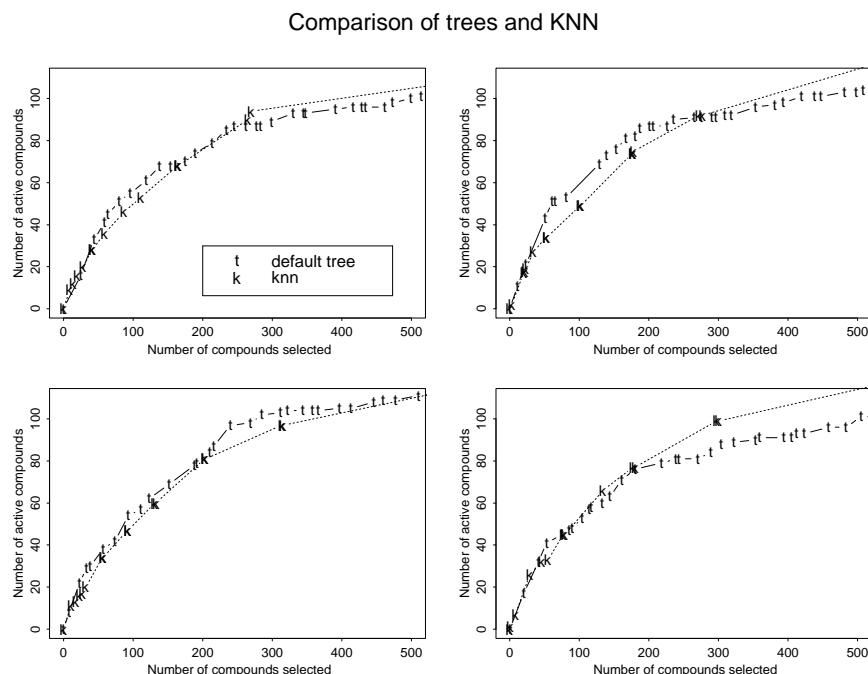 Comparison of trees and KNN
Number of active compounds
0 20 40 60 80 100
t default tree
k knn
0 100 200 300 400 500
Number of compounds selected
Number of active compounds
0 20 40 60 80 100
0 100 200 300 400 500
Number of compounds selected
Number of active compounds
0 20 40 60 80 100
0 100 200 300 400 500
Number of compounds selected
Number of active compounds
0 20 40 60 80 100
0 100 200 300 400 500
Number of compounds selected